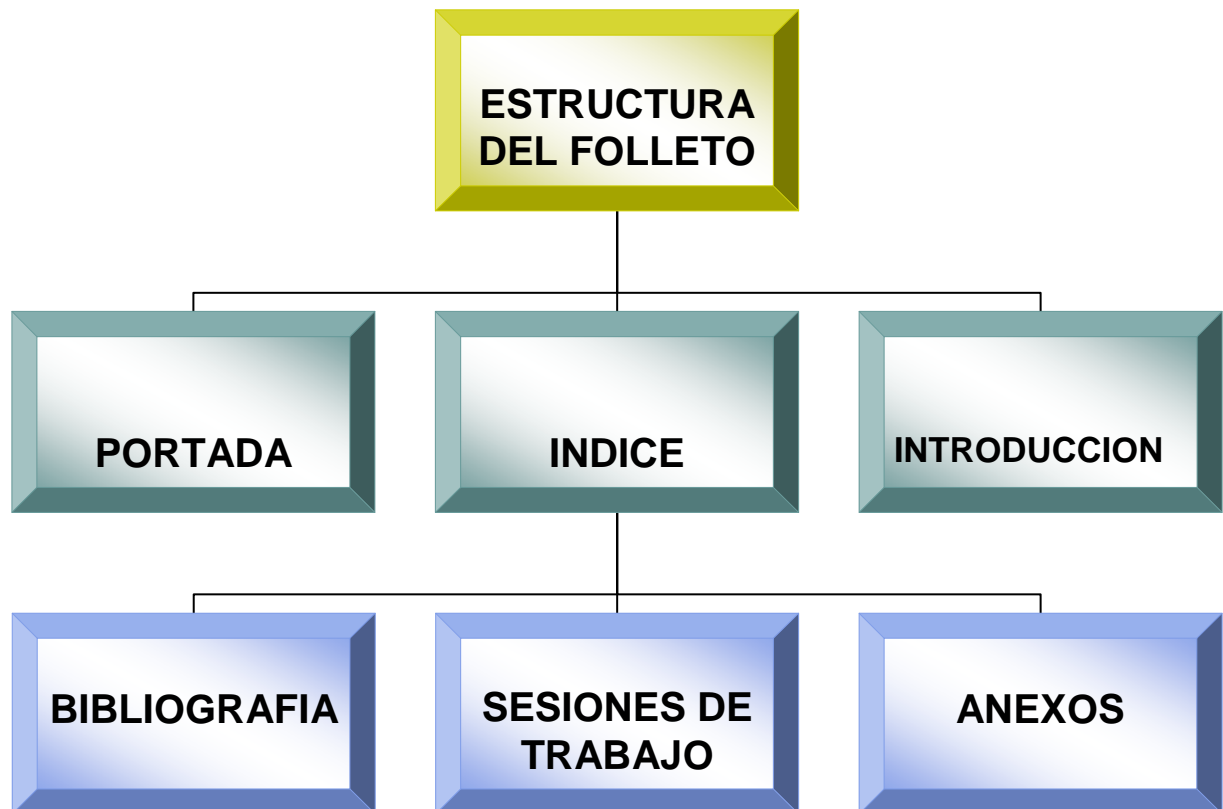 ESTRUCTURA
DEL FOLLETO
PORTADA
INDICE
INTRODUCCION
BIBLIOGRAFIA
SESIONES DE
TRABAJO
ANEXOS